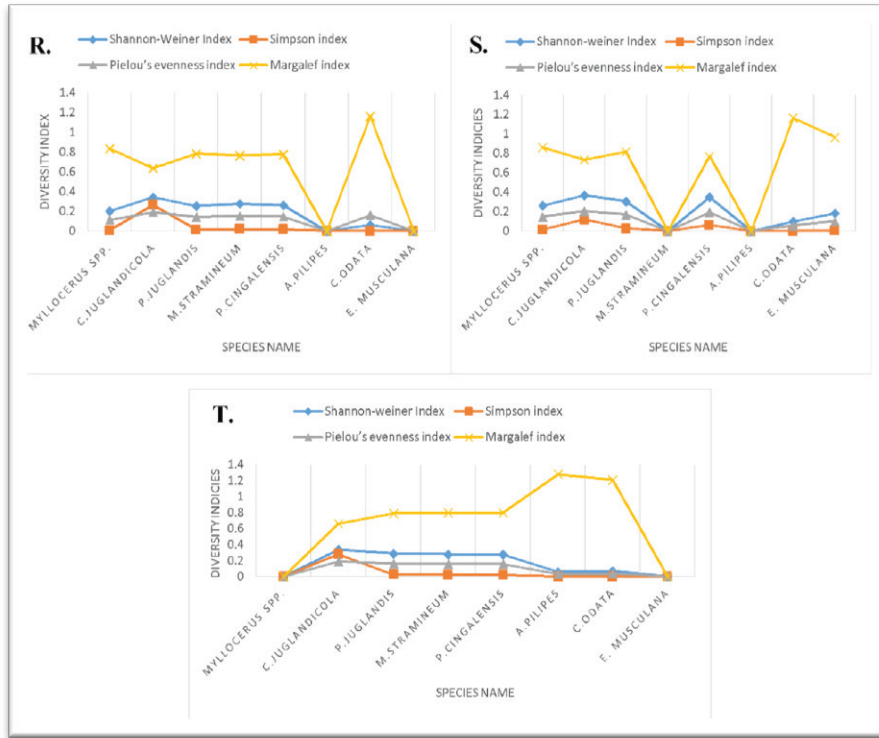 R.
Shannon-Weiner Index
Simpson index
Pielou's evenness index
Margalef index
DIVERSITY INDEX
1.4
1.2
1
0.8
0.6
0.4
0.2
0
MYLLOCERUS SPP.
C.JUGLANDICOLA
P.JUGLANDIS
M.STRAMINEUM
P.CINGALENSIS
A.PILIPES
C.ODATA
E. MUSCULANA
SPECIES NAME
S.
Shannon-weiner Index
Simpson index
Pielou's evenness index
Margalef index
DIVERSITY INDICIES
1.4
1.2
1
0.8
0.6
0.4
0.2
0
MYLLOCERUS SPP.
C.JUGLANDICOLA
P.JUGLANDIS
M.STRAMINEUM
P.CINGALENSIS
A.PILIPES
C.ODATA
E. MUSCULANA
SPECIES NAME
T.
Shannon-weiner Index
Simpson index
Pielou's evenness index
Margalef index
DIVERSITY INDICIES
1.4
1.2
1
0.8
0.6
0.4
0.2
0
MYLLOCERUS SPP.
C.JUGLANDICOLA
P.JUGLANDIS
M.STRAMINEUM
P.CINGALENSIS
A.PILIPES
C.ODATA
E. MUSCULANA
SPECIES NAME